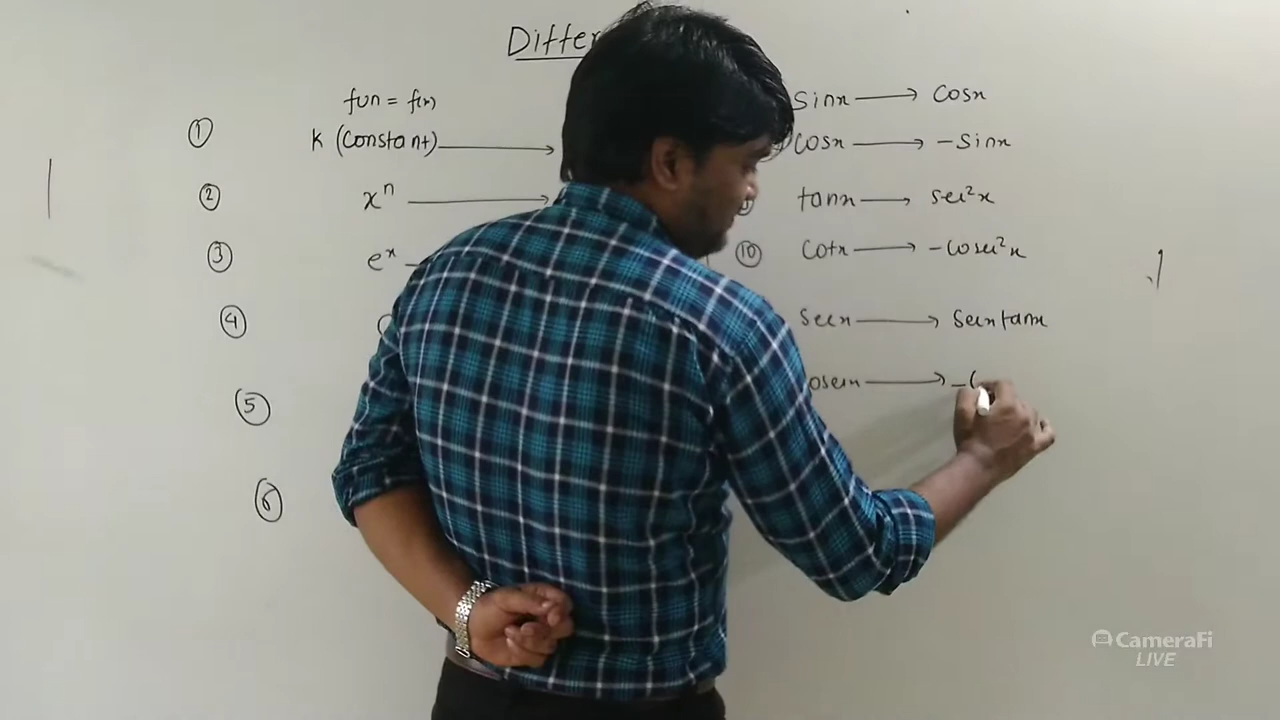 Differ
fun = f(x)
① K (Constant) →
② xⁿ →
③ eˣ
④
⑤
⑥
sinx → cosx
cosx → -sinx
tanx → sec²x
⑩ cotx → -cosec²x
secx → secxtanx
osecx → -C
CameraFi
LIVE